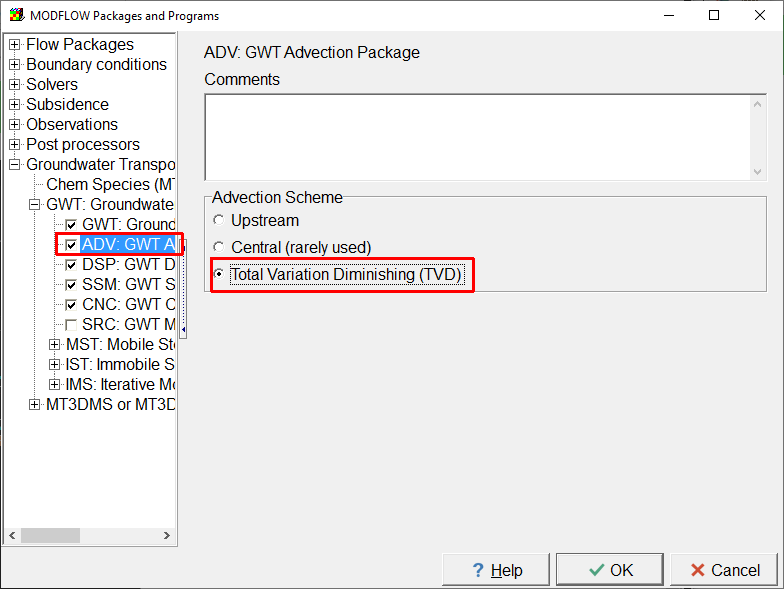 MODFLOW Packages and Programs
Flow Packages
Boundary conditions
Solvers
Subsidence
Observations
Post processors
Groundwater Transpo
Chem Species (MT
GWT: Groundwate
GWT: Ground
ADV: GWT A
DSP: GWT D
SSM: GWT S
CNC: GWT C
SRC: GWT M
MST: Mobile Sto
IST: Immobile S
IMS: Iterative Mo
MT3DMS or MT3D
ADV: GWT Advection Package
Comments
Advection Scheme
Upstream
Central (rarely used)
Total Variation Diminishing (TVD)
? Help
OK
Cancel